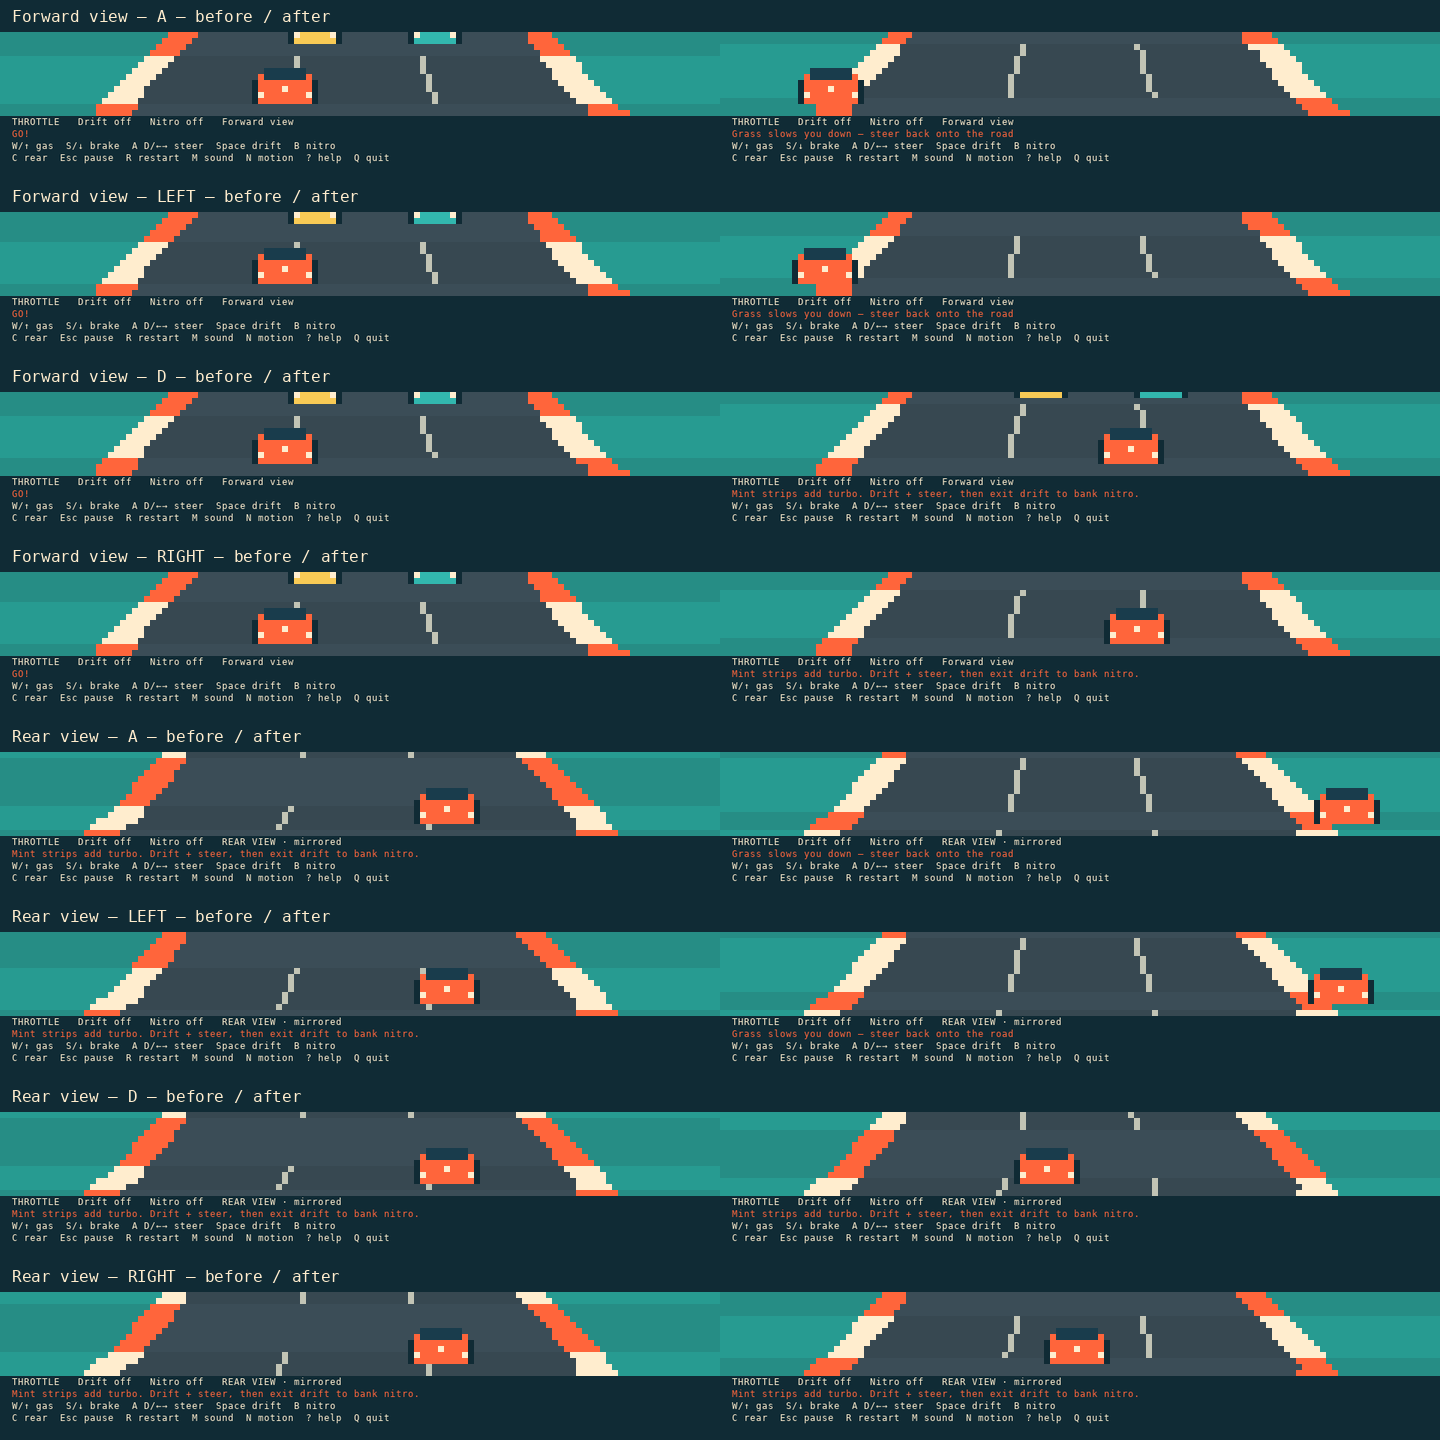 Forward view — A — before / after
THROTTLE   Drift off   Nitro off   Forward view
GO!
W/↑ gas  S/↓ brake  A D/←→ steer  Space drift  B nitro
C rear  Esc pause  R restart  M sound  N motion  ? help  Q quit
THROTTLE   Drift off   Nitro off   Forward view
Grass slows you down — steer back onto the road
W/↑ gas  S/↓ brake  A D/←→ steer  Space drift  B nitro
C rear  Esc pause  R restart  M sound  N motion  ? help  Q quit
Forward view — LEFT — before / after
THROTTLE   Drift off   Nitro off   Forward view
GO!
W/↑ gas  S/↓ brake  A D/←→ steer  Space drift  B nitro
C rear  Esc pause  R restart  M sound  N motion  ? help  Q quit
THROTTLE   Drift off   Nitro off   Forward view
Grass slows you down — steer back onto the road
W/↑ gas  S/↓ brake  A D/←→ steer  Space drift  B nitro
C rear  Esc pause  R restart  M sound  N motion  ? help  Q quit
Forward view — D — before / after
THROTTLE   Drift off   Nitro off   Forward view
GO!
W/↑ gas  S/↓ brake  A D/←→ steer  Space drift  B nitro
C rear  Esc pause  R restart  M sound  N motion  ? help  Q quit
THROTTLE   Drift off   Nitro off   Forward view
Mint strips add turbo. Drift + steer, then exit drift to bank nitro.
W/↑ gas  S/↓ brake  A D/←→ steer  Space drift  B nitro
C rear  Esc pause  R restart  M sound  N motion  ? help  Q quit
Forward view — RIGHT — before / after
THROTTLE   Drift off   Nitro off   Forward view
GO!
W/↑ gas  S/↓ brake  A D/←→ steer  Space drift  B nitro
C rear  Esc pause  R restart  M sound  N motion  ? help  Q quit
THROTTLE   Drift off   Nitro off   Forward view
Mint strips add turbo. Drift + steer, then exit drift to bank nitro.
W/↑ gas  S/↓ brake  A D/←→ steer  Space drift  B nitro
C rear  Esc pause  R restart  M sound  N motion  ? help  Q quit
Rear view — A — before / after
THROTTLE   Drift off   Nitro off   REAR VIEW · mirrored
Mint strips add turbo. Drift + steer, then exit drift to bank nitro.
W/↑ gas  S/↓ brake  A D/←→ steer  Space drift  B nitro
C rear  Esc pause  R restart  M sound  N motion  ? help  Q quit
THROTTLE   Drift off   Nitro off   REAR VIEW · mirrored
Grass slows you down — steer back onto the road
W/↑ gas  S/↓ brake  A D/←→ steer  Space drift  B nitro
C rear  Esc pause  R restart  M sound  N motion  ? help  Q quit
Rear view — LEFT — before / after
THROTTLE   Drift off   Nitro off   REAR VIEW · mirrored
Mint strips add turbo. Drift + steer, then exit drift to bank nitro.
W/↑ gas  S/↓ brake  A D/←→ steer  Space drift  B nitro
C rear  Esc pause  R restart  M sound  N motion  ? help  Q quit
THROTTLE   Drift off   Nitro off   REAR VIEW · mirrored
Grass slows you down — steer back onto the road
W/↑ gas  S/↓ brake  A D/←→ steer  Space drift  B nitro
C rear  Esc pause  R restart  M sound  N motion  ? help  Q quit
Rear view — D — before / after
THROTTLE   Drift off   Nitro off   REAR VIEW · mirrored
Mint strips add turbo. Drift + steer, then exit drift to bank nitro.
W/↑ gas  S/↓ brake  A D/←→ steer  Space drift  B nitro
C rear  Esc pause  R restart  M sound  N motion  ? help  Q quit
THROTTLE   Drift off   Nitro off   REAR VIEW · mirrored
Mint strips add turbo. Drift + steer, then exit drift to bank nitro.
W/↑ gas  S/↓ brake  A D/←→ steer  Space drift  B nitro
C rear  Esc pause  R restart  M sound  N motion  ? help  Q quit
Rear view — RIGHT — before / after
THROTTLE   Drift off   Nitro off   REAR VIEW · mirrored
Mint strips add turbo. Drift + steer, then exit drift to bank nitro.
W/↑ gas  S/↓ brake  A D/←→ steer  Space drift  B nitro
C rear  Esc pause  R restart  M sound  N motion  ? help  Q quit
THROTTLE   Drift off   Nitro off   REAR VIEW · mirrored
Mint strips add turbo. Drift + steer, then exit drift to bank nitro.
W/↑ gas  S/↓ brake  A D/←→ steer  Space drift  B nitro
C rear  Esc pause  R restart  M sound  N motion  ? help  Q quit